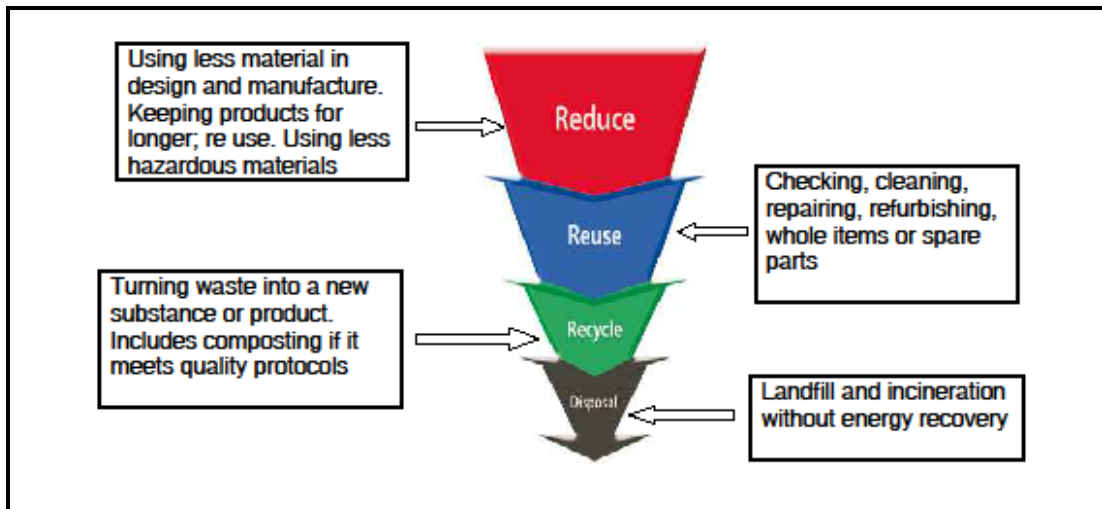 Using less material in
design and manufacture.
Keeping products for
longer; re use. Using less
hazardous materials
Reduce
Checking, cleaning,
repairing, refurbishing,
whole items or spare
parts
Reuse
Turning waste into a new
substance or product.
Includes composting if it
meets quality protocols
Recycle
Disposal
Landfill and incineration
without energy recovery